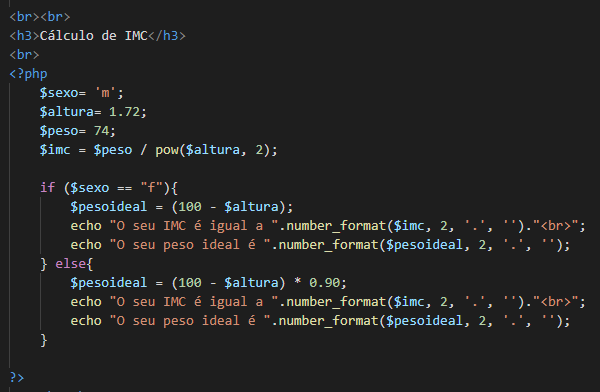 <br><br>
<h3>Cálculo de IMC</h3>
<br>
<?php
$sexo= 'm';
$altura= 1.72;
$peso= 74;
$imc = $peso / pow($altura, 2);
if ($sexo == "f"){
$pesoideal = (100 - $altura);
echo "O seu IMC é igual a ".number_format($imc, 2, '.', '')."<br>";
echo "O seu peso ideal é ".number_format($pesoideal, 2, '.', '');
} else{
$pesoideal = (100 - $altura) * 0.90;
echo "O seu IMC é igual a ".number_format($imc, 2, '.', '')."<br>";
echo "O seu peso ideal é ".number_format($pesoideal, 2, '.', '');
}
?>